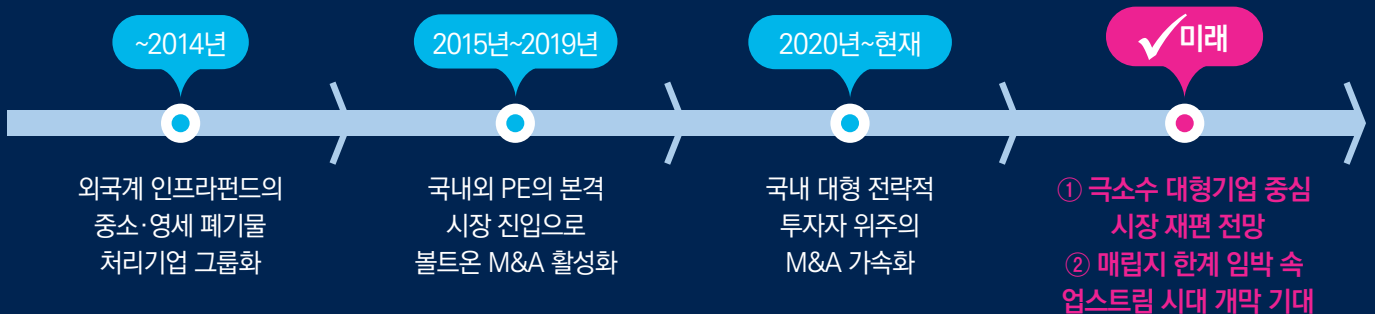 ~2014년
외국계 인프라펀드의
중소·영세 폐기물
처리기업 그룹화
2015년~2019년
국내외 PE의 본격
시장 진입으로
볼트온 M&A 활성화
2020년~현재
국내 대형 전략적
투자자 위주의
M&A 가속화
미래
① 극소수 대형기업 중심
시장 재편 전망
② 매립지 한계 임박 속
업스트림 시대 개막 기대